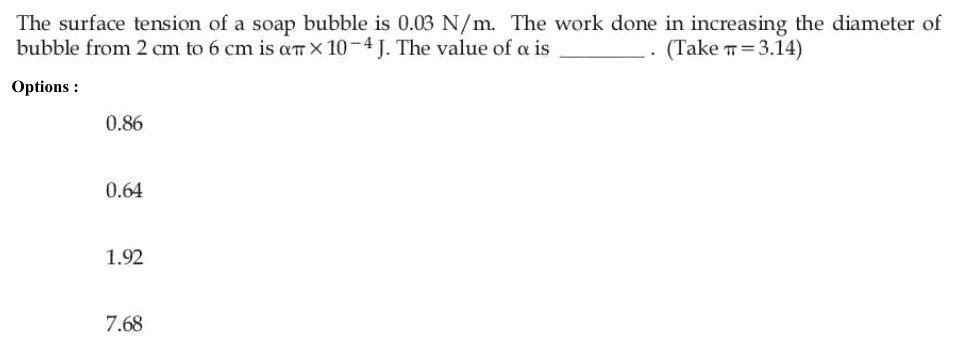 The surface tension of a soap bubble is 0.03 N/m. The work done in increasing the diameter of
bubble from 2 cm to 6 cm is απ × 10⁻⁴ J. The value of α is ________. (Take π = 3.14)
Options :
0.86
0.64
1.92
7.68